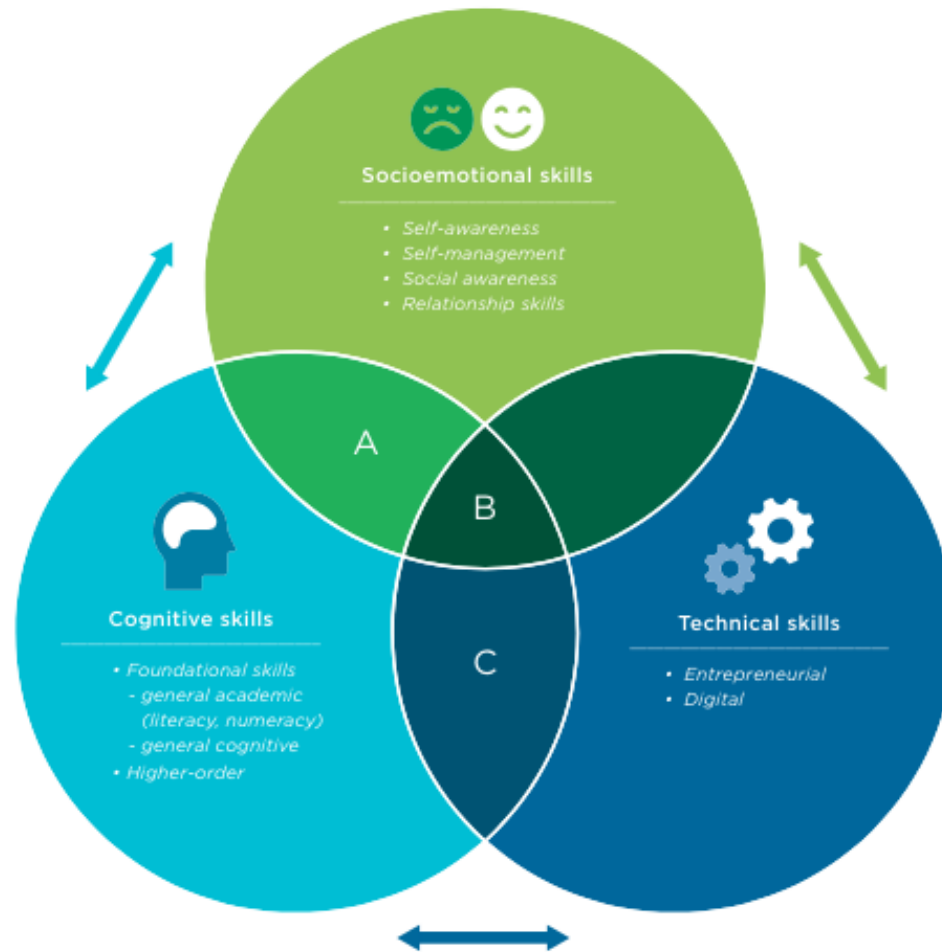 Socioemotional skills
• Self-awareness
• Self-management
• Social awareness
• Relationship skills
A
B
C
Cognitive skills
• Foundational skills
- general academic
(literacy, numeracy)
- general cognitive
• Higher-order
Technical skills
• Entrepreneurial
• Digital